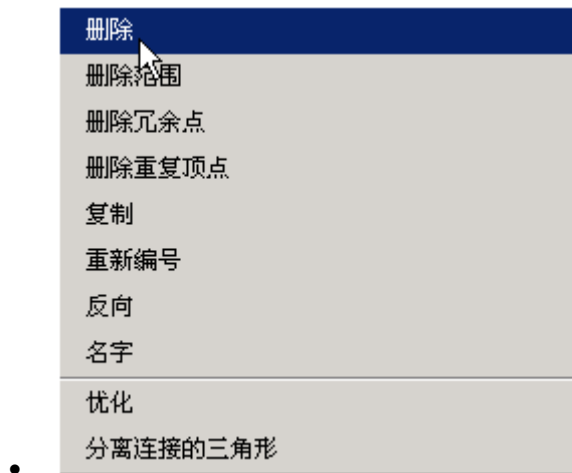 删除
删除范围
删除冗余点
删除重复顶点
复制
重新编号
反向
名字
优化
分离连接的三角形